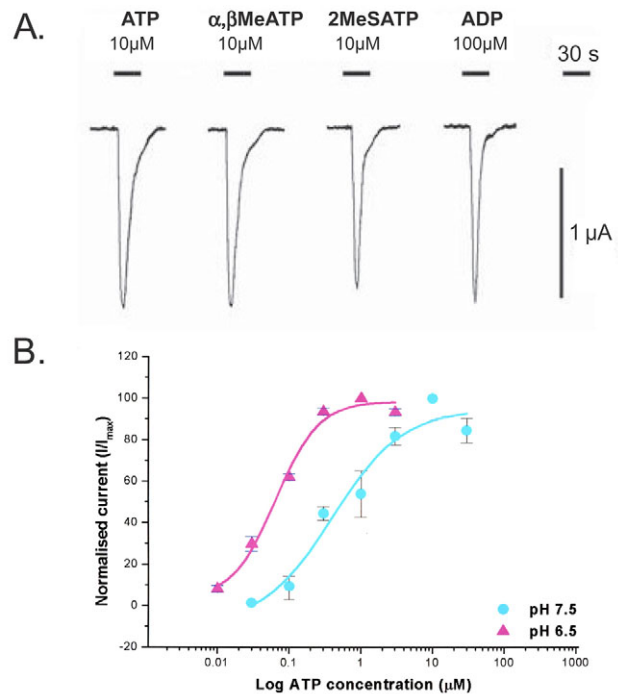 A.
ATP α,βMeATP 2MeSATP ADP
10μM 10μM 10μM 100μM
30 s
1 μA
B.
120
100
80
60
40
20
0
-20
Normalised current (I/Imax)
pH 7.5
pH 6.5
0.01 0.1 1 10 100 1000
Log ATP concentration (μM)